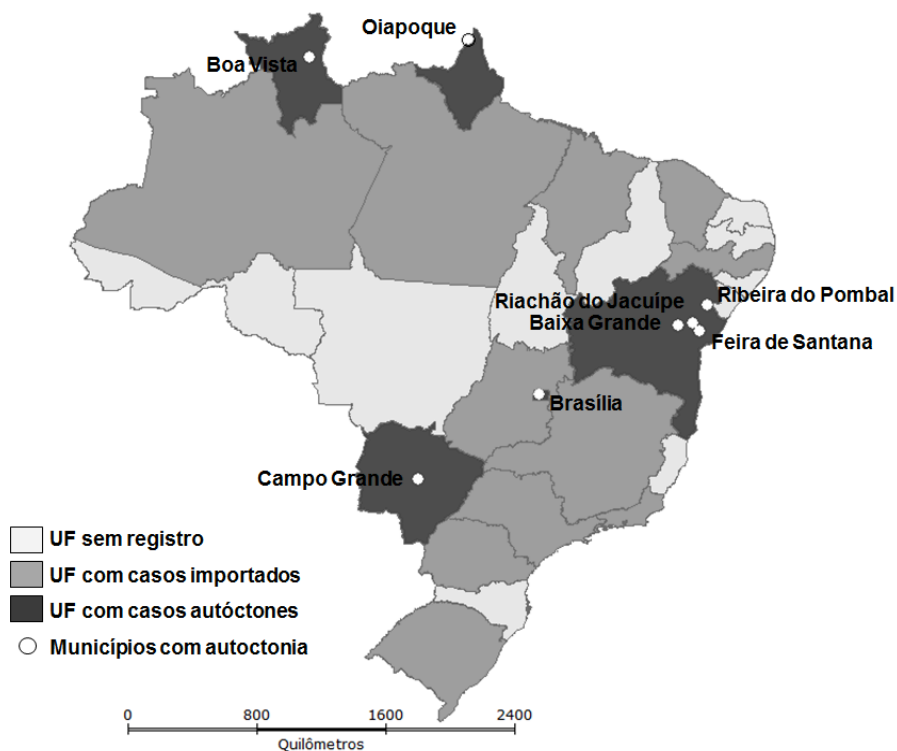 Oiapoque
Boa Vista
Riachão do Jacuípe
Ribeira do Pombal
Baixa Grande
Feira de Santana
Brasília
Campo Grande
UF sem registro
UF com casos importados
UF com casos autóctones
Municípios com autoctonia
0 800 1600 2400
Quilômetros